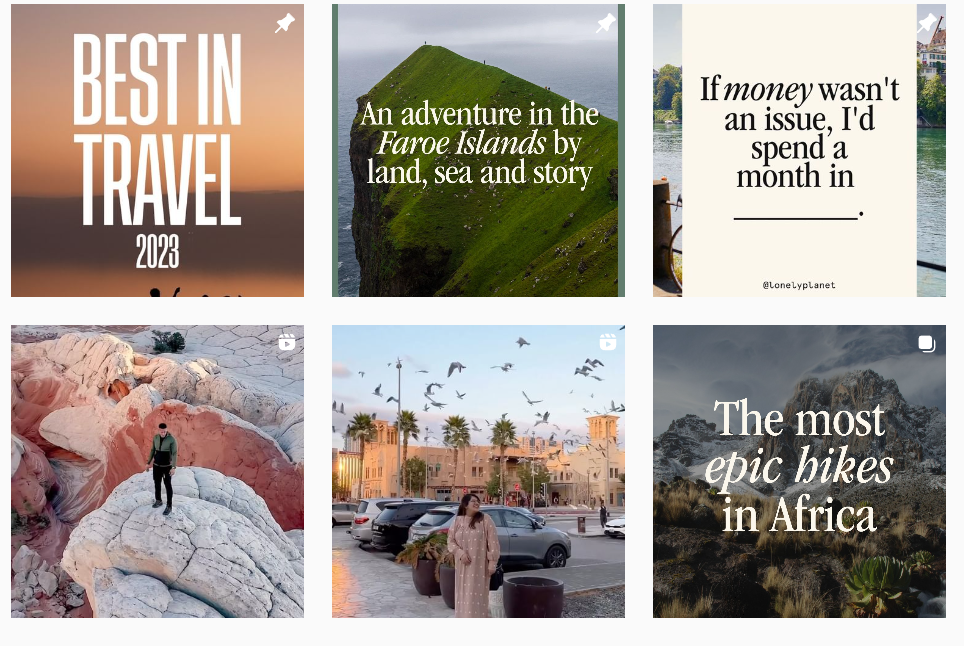 BEST IN
TRAVEL
2023
An adventure in the
Faroe Islands by
land, sea and story
If money wasn't
an issue, I'd
spend a
month in
__________.
@lonelyplanet
The most
epic hikes
in Africa